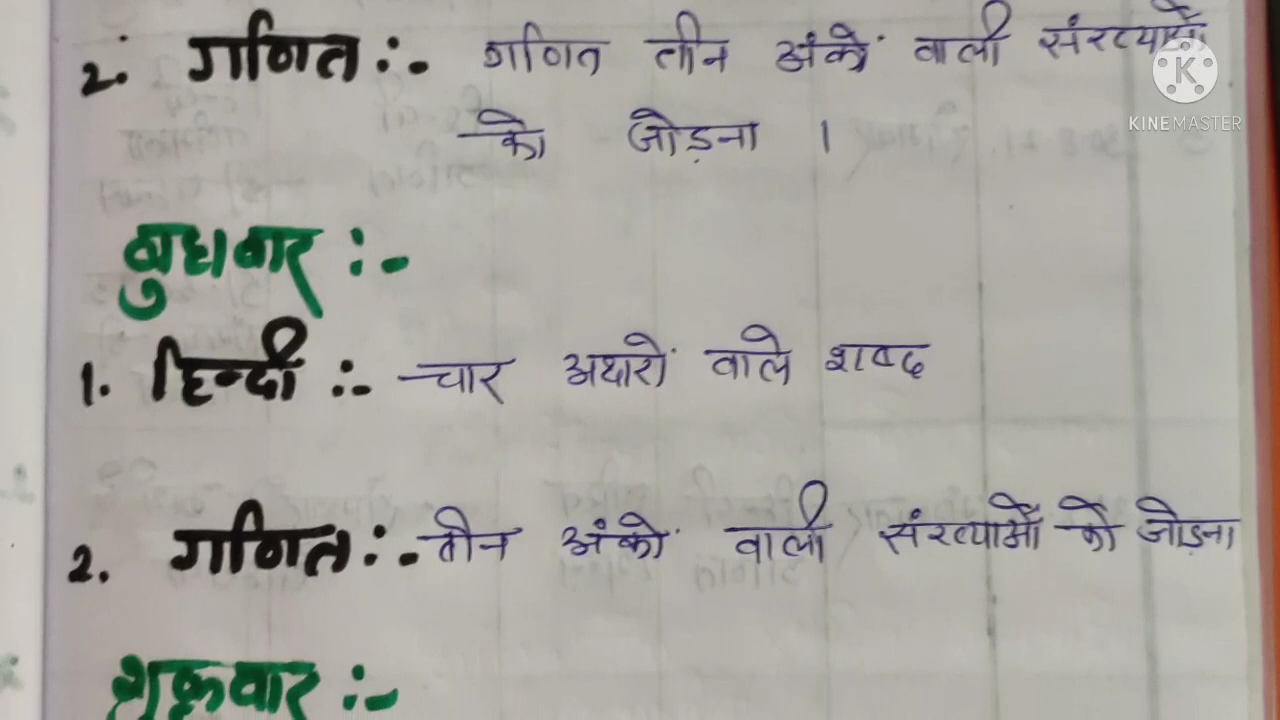 2. गणित :- गणित तीन अंकों वाली संख्याओं
को जोड़ना ।
बुधवार :-
1. हिन्दी :- चार अक्षरों वाले शब्द
2. गणित :- तीन अंकों वाली संख्याओं को जोड़ना
शुक्रवार :-
KINEMASTER